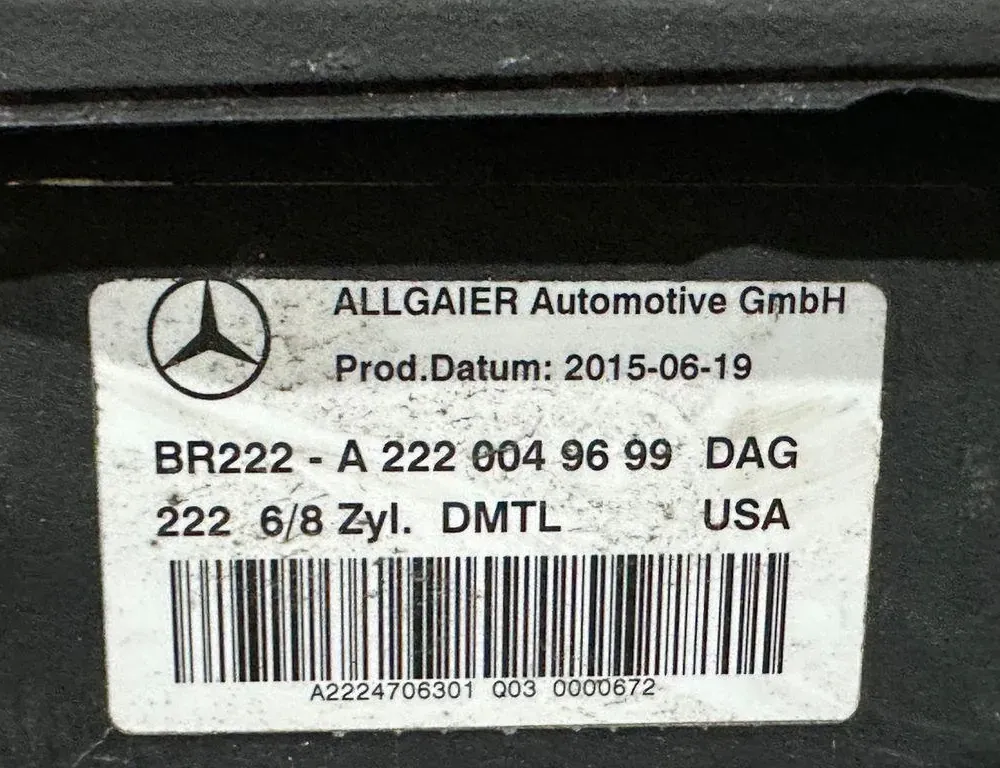 ALLGAIER Automotive GmbH
Prod.Datum: 2015-06-19
BR222 - A 222 004 96 99 DAG
222 6/8 Zyl. DMTL USA
A2224706301 Q03 0000672